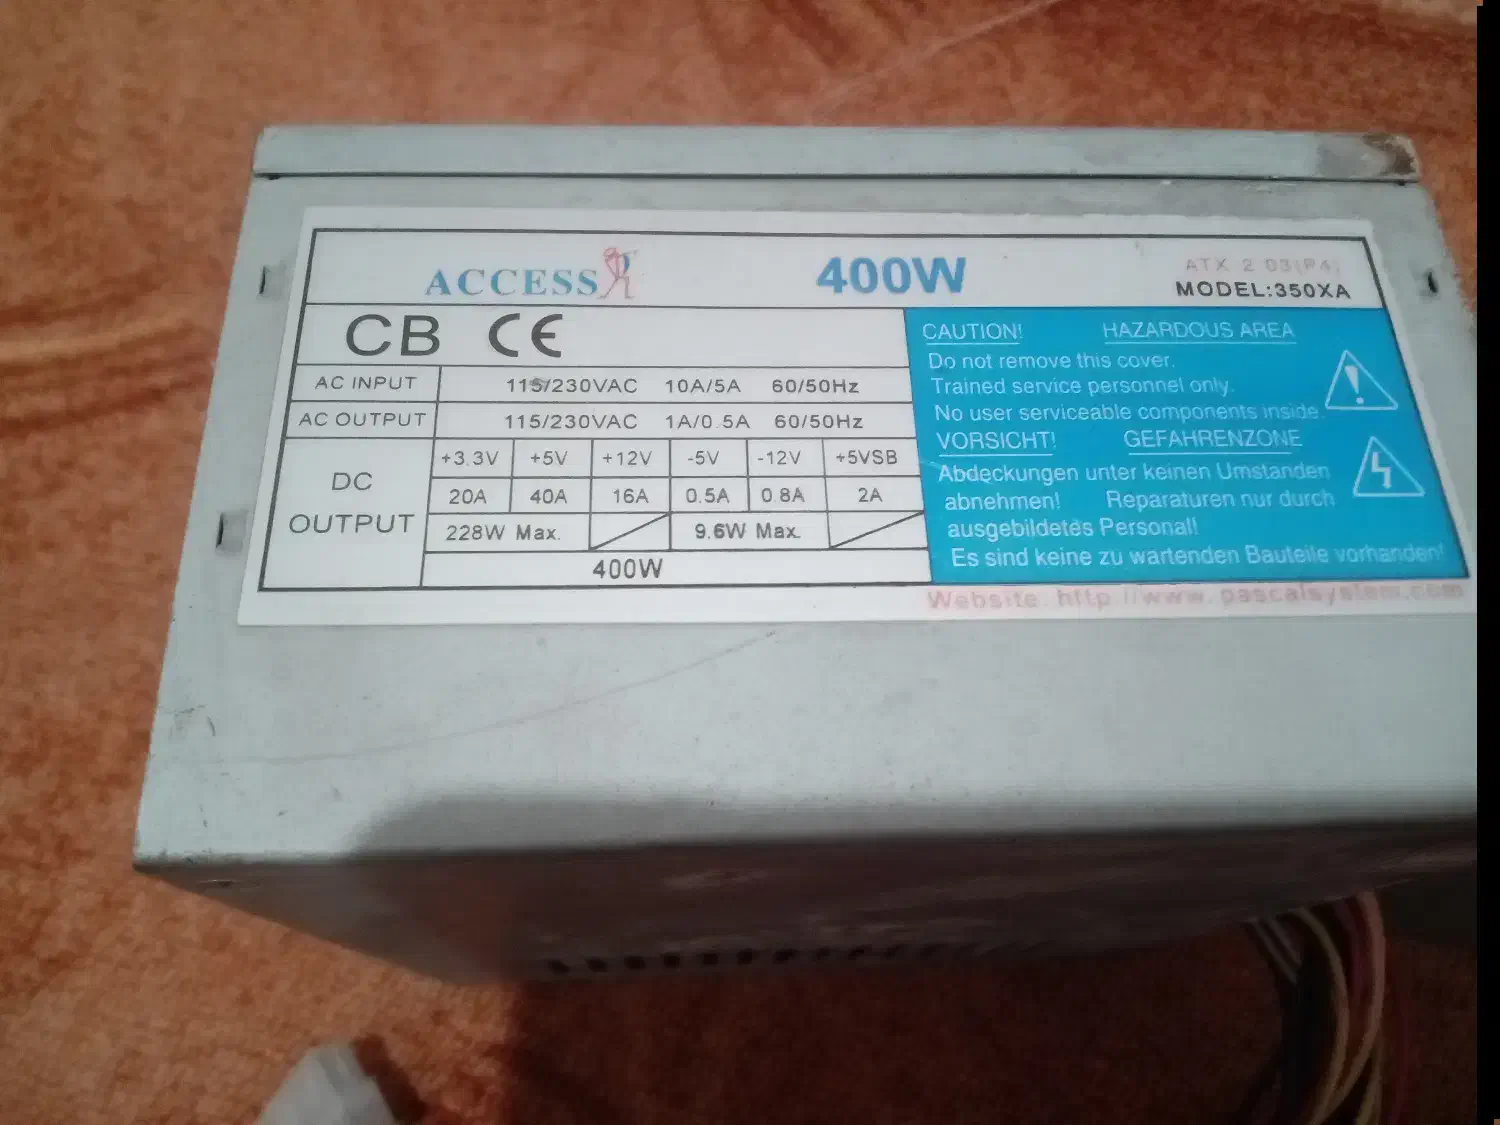 ACCESS
400W
ATX 2.03(P4)
MODEL:350XA
CB CE
AC INPUT 115/230VAC 10A/5A 60/50Hz
AC OUTPUT 115/230VAC 1A/0.5A 60/50Hz
DC OUTPUT
+3.3V +5V +12V -5V -12V +5VSB
20A 40A 16A 0.5A 0.8A 2A
228W Max. 9.6W Max.
400W
CAUTION! HAZARDOUS AREA
Do not remove this cover.
Trained service personnel only.
No user serviceable components inside.
VORSICHT! GEFAHRENZONE
Abdeckungen unter keinen Umstanden
abnehmen! Reparaturen nur durch
ausgebildetes Personal!
Es sind keine zu wartenden Bauteile vorhanden!
Website: http://www.pascalsystem.com